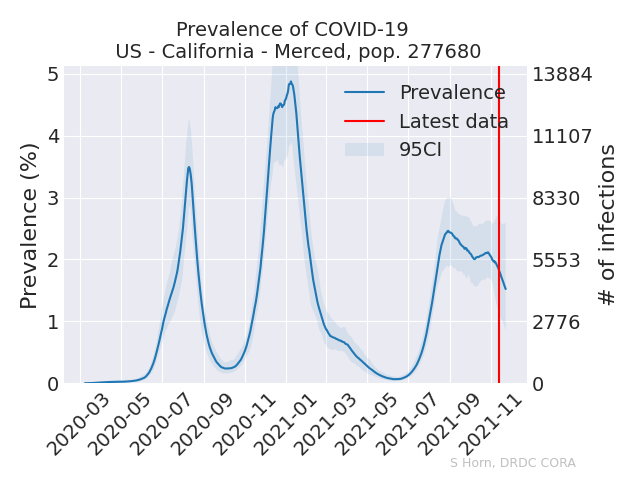 Prevalence of COVID-19
US - California - Merced, pop. 277680
Prevalence (%)
5
4
3
2
1
0
Prevalence
Latest data
95CI
13884
11107
8330
5553
2776
0
# of infections
2020-03
2020-05
2020-07
2020-09
2020-11
2021-01
2021-03
2021-05
2021-07
2021-09
2021-11
S Horn, DRDC CORA